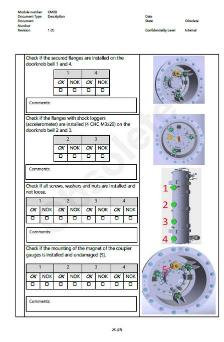 Module number CM03
Document Type Description
Document
Number
Revision 1.05
Date
State Obsolete
Confidentiality Level Internal
Check if the secured flanges are installed on the
doorknob bell 1 and 4.
1 4
OK NOK OK NOK
Comments:
Check if the flanges with shock loggers
(accelerometer) are installed (4 CHC M3x20) on the
doorknob bell 2 and 3.
2 3
OK NOK OK NOK
Comments:
Check if all screws, washers and nuts are installed and
not loose.
1 2 3 4
OK NOK OK NOK OK NOK OK NOK
Comments:
Check if the mounting of the magnet of the coupler
gauges is installed and undamaged (5).
1 2 3 4
OK NOK OK NOK OK NOK OK NOK
Comments:
1
2
3
4
5